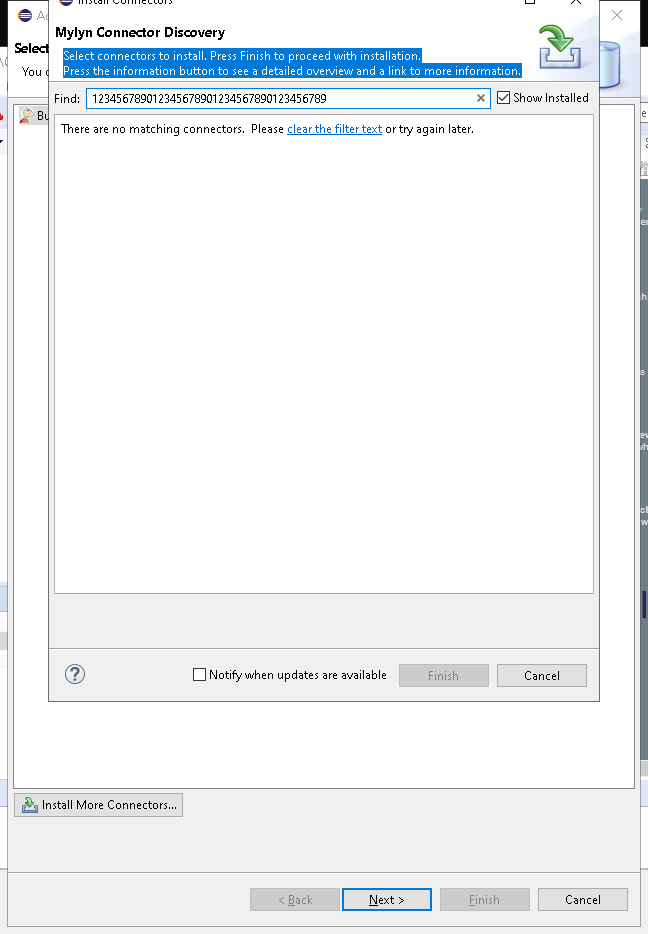 Install Connectors
Mylyn Connector Discovery
Select connectors to install. Press Finish to proceed with installation.
Press the information button to see a detailed overview and a link to more information.
Find: 123456789012345678901234567890123456789 Show Installed
There are no matching connectors. Please clear the filter text or try again later.
Notify when updates are available
Finish
Cancel
Select
You
Bu
Install More Connectors...
< Back
Next >
Finish
Cancel